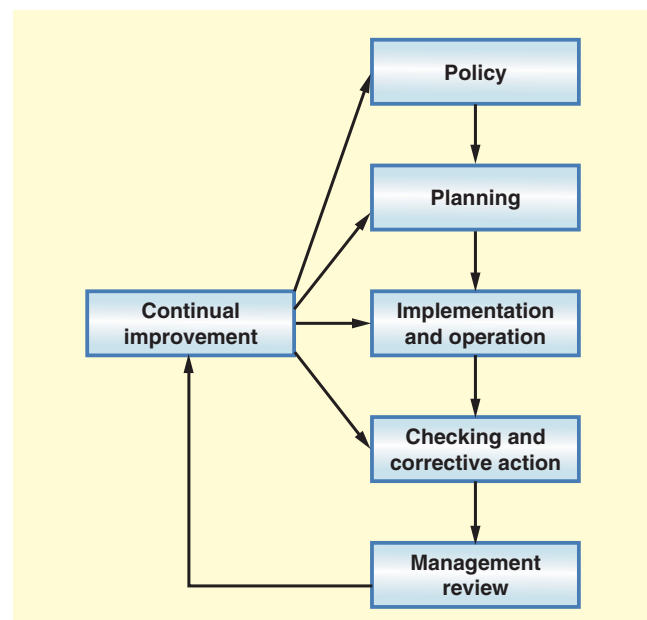 Policy
Planning
Continual
improvement
Implementation
and operation
Checking and
corrective action
Management
review